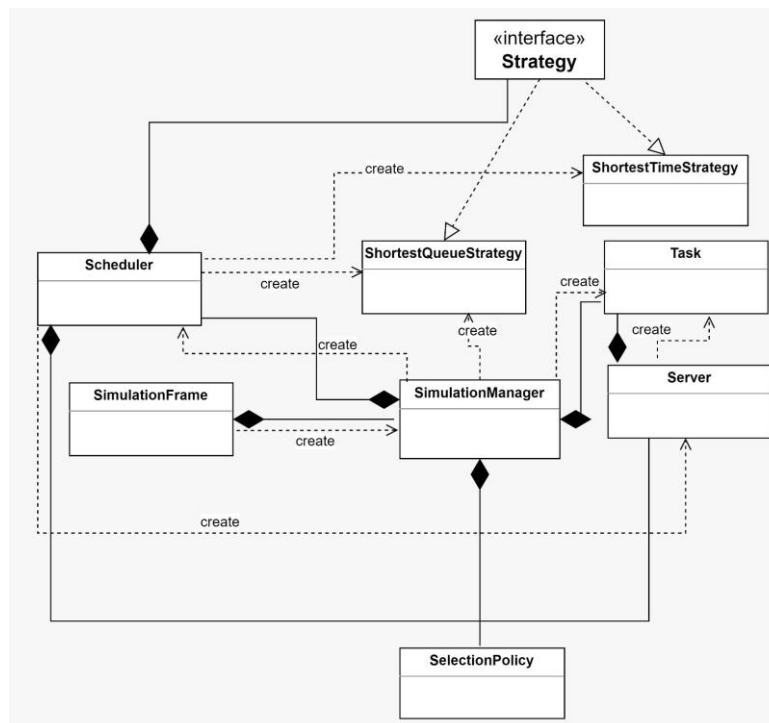 «interface»
Strategy
create
ShortestTimeStrategy
Scheduler
ShortestQueueStrategy
Task
create
create
create
create
create
SimulationFrame
SimulationManager
Server
create
create
SelectionPolicy